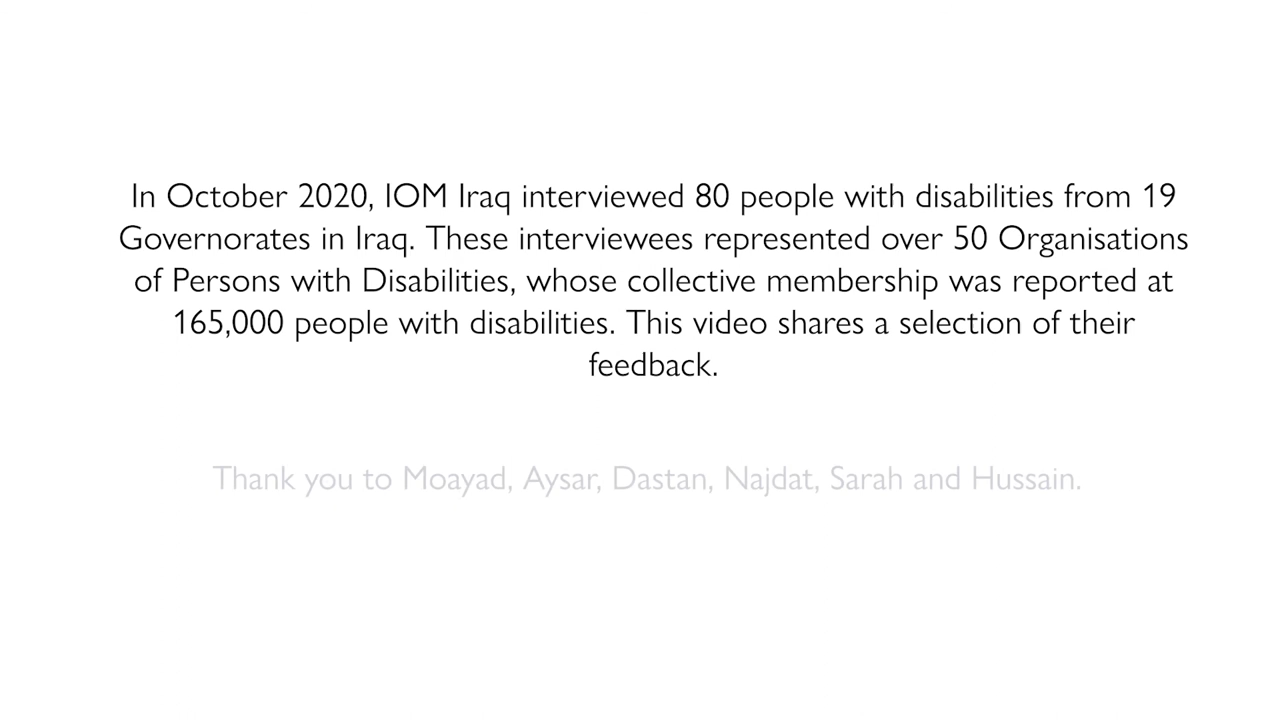 In October 2020, IOM Iraq interviewed 80 people with disabilities from 19
Governorates in Iraq. These interviewees represented over 50 Organisations
of Persons with Disabilities, whose collective membership was reported at
165,000 people with disabilities. This video shares a selection of their
feedback.
Thank you to Moayad, Aysar, Dastan, Najdat, Sarah and Hussain.